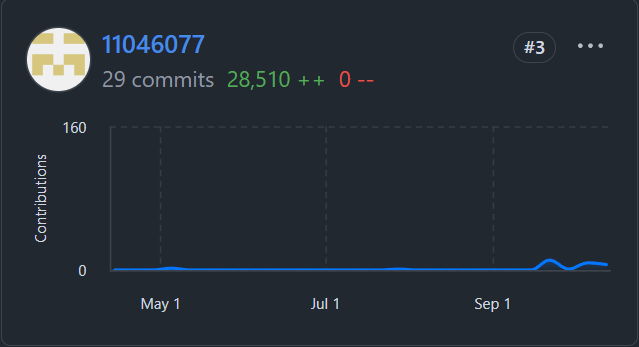 11046077
#3
29 commits 28,510 ++ 0 --
160
Contributions
0
May 1 Jul 1 Sep 1